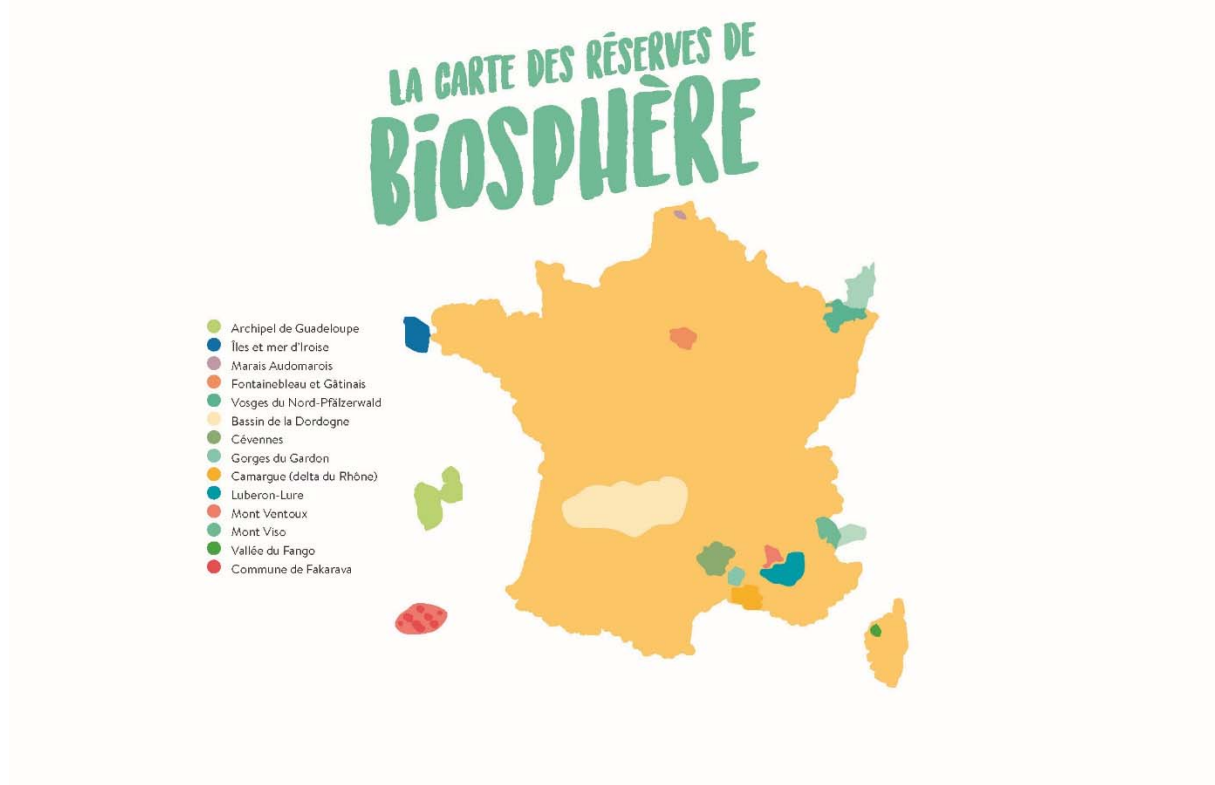 LA CARTE DES RÉSERVES DE
BIOSPHÈRE
Archipel de Guadeloupe
Îles et mer d'Iroise
Marais Audomarois
Fontainebleau et Gâtinais
Vosges du Nord-Pfälzerwald
Bassin de la Dordogne
Cévennes
Gorges du Gardon
Camargue (delta du Rhône)
Luberon-Lure
Mont Ventoux
Mont Viso
Vallée du Fango
Commune de Fakarava